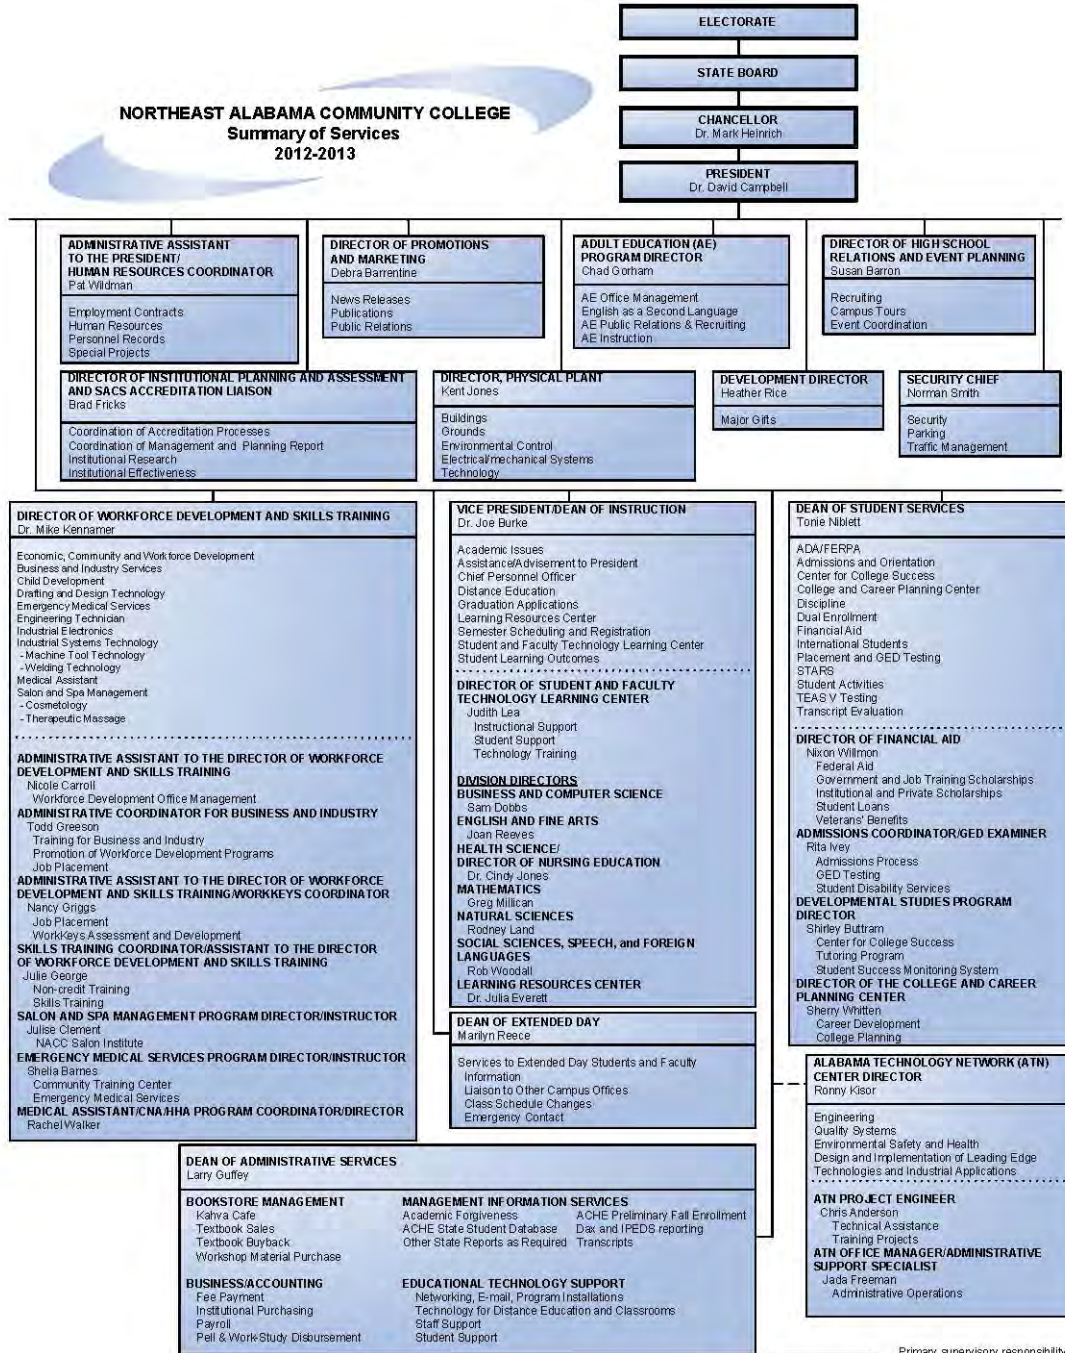 ELECTORATE
STATE BOARD
CHANCELLOR
Dr. Mark Heinrich
PRESIDENT
Dr. David Campbell
NORTHEAST ALABAMA COMMUNITY COLLEGE
Summary of Services
2012-2013
ADMINISTRATIVE ASSISTANT
TO THE PRESIDENT/
HUMAN RESOURCES COORDINATOR
Pat Wildman
Employment Contracts
Human Resources
Personnel Records
Special Projects
DIRECTOR OF PROMOTIONS
AND MARKETING
Debra Barrentine
News Releases
Publications
Public Relations
ADULT EDUCATION (AE)
PROGRAM DIRECTOR
Chad Gorham
AE Office Management
English as a Second Language
AE Public Relations & Recruiting
AE Instruction
DIRECTOR OF HIGH SCHOOL
RELATIONS AND EVENT PLANNING
Susan Barron
Recruiting
Campus Tours
Event Coordination
DIRECTOR OF INSTITUTIONAL PLANNING AND ASSESSMENT
AND SACS ACCREDITATION LIAISON
Brad Fricks
Coordination of Accreditation Processes
Coordination of Management and Planning Report
Institutional Research
Institutional Effectiveness
DIRECTOR, PHYSICAL PLANT
Kent Jones
Buildings
Grounds
Environmental Control
Electrical/mechanical Systems
Technology
DEVELOPMENT DIRECTOR
Heather Rice
Major Gifts
SECURITY CHIEF
Norman Smith
Security
Parking
Traffic Management
DIRECTOR OF WORKFORCE DEVELOPMENT AND SKILLS TRAINING
Dr. Mike Kennamer
Economic, Community and Workforce Development
Business and Industry Services
Child Development
Drafting and Design Technology
Emergency Medical Services
Engineering Technician
Industrial Electronics
Industrial Systems Technology
- Machine Tool Technology
- Welding Technology
Medical Assistant
Salon and Spa Management
- Cosmetology
- Therapeutic Massage
ADMINISTRATIVE ASSISTANT TO THE DIRECTOR OF WORKFORCE
DEVELOPMENT AND SKILLS TRAINING
Nicole Carroll
Workforce Development Office Management
ADMINISTRATIVE COORDINATOR FOR BUSINESS AND INDUSTRY
Todd Greeson
Training for Business and Industry
Promotion of Workforce Development Programs
Job Placement
ADMINISTRATIVE ASSISTANT TO THE DIRECTOR OF WORKFORCE
DEVELOPMENT AND SKILLS TRAINING/WORKKEYS COORDINATOR
Nancy Griggs
Job Placement
WorkKeys Assessment and Development
SKILLS TRAINING COORDINATOR/ASSISTANT TO THE DIRECTOR
OF WORKFORCE DEVELOPMENT AND SKILLS TRAINING
Julie George
Non-credit Training
Skills Training
SALON AND SPA MANAGEMENT PROGRAM DIRECTOR/INSTRUCTOR
Julise Clement
NACC Salon Institute
EMERGENCY MEDICAL SERVICES PROGRAM DIRECTOR/INSTRUCTOR
Shelia Barnes
Community Training Center
Emergency Medical Services
MEDICAL ASSISTANT/CNA/HHA PROGRAM COORDINATOR/DIRECTOR
Rachel Walker
VICE PRESIDENT/DEAN OF INSTRUCTION
Dr. Joe Burke
Academic Issues
Assistance/Advisement to President
Chief Personnel Officer
Distance Education
Graduation Applications
Learning Resources Center
Semester Scheduling and Registration
Student and Faculty Technology Learning Center
Student Learning Outcomes
DIRECTOR OF STUDENT AND FACULTY
TECHNOLOGY LEARNING CENTER
Judith Lea
Instructional Support
Student Support
Technology Training
DIVISION DIRECTORS
BUSINESS AND COMPUTER SCIENCE
Sam Dobbs
ENGLISH AND FINE ARTS
Joan Reeves
HEALTH SCIENCE/
DIRECTOR OF NURSING EDUCATION
Dr. Cindy Jones
MATHEMATICS
Greg Millican
NATURAL SCIENCES
Rodney Land
SOCIAL SCIENCES, SPEECH, and FOREIGN
LANGUAGES
Rob Woodall
LEARNING RESOURCES CENTER
Dr. Julia Everett
DEAN OF EXTENDED DAY
Marilyn Reece
Services to Extended Day Students and Faculty
Information
Liaison to Other Campus Offices
Class Schedule Changes
Emergency Contact
DEAN OF STUDENT SERVICES
Tonie Niblett
ADA/FERPA
Admissions and Orientation
Center for College Success
College and Career Planning Center
Discipline
Dual Enrollment
Financial Aid
International Students
Placement and GED Testing
STARS
Student Activities
TEAS V Testing
Transcript Evaluation
DIRECTOR OF FINANCIAL AID
Nixon Willmon
Federal Aid
Government and Job Training Scholarships
Institutional and Private Scholarships
Student Loans
Veterans' Benefits
ADMISSIONS COORDINATOR/GED EXAMINER
Rita Ivey
Admissions Process
GED Testing
Student Disability Services
DEVELOPMENTAL STUDIES PROGRAM
DIRECTOR
Shirley Buttram
Center for College Success
Tutoring Program
Student Success Monitoring System
DIRECTOR OF THE COLLEGE AND CAREER
PLANNING CENTER
Sherry Whitten
Career Development
College Planning
ALABAMA TECHNOLOGY NETWORK (ATN)
CENTER DIRECTOR
Ronny Kisor
Engineering
Quality Systems
Environmental Safety and Health
Design and Implementation of Leading Edge
Technologies and Industrial Applications
ATN PROJECT ENGINEER
Chris Anderson
Technical Assistance
Training Projects
ATN OFFICE MANAGER/ADMINISTRATIVE
SUPPORT SPECIALIST
Jada Freeman
Administrative Operations
DEAN OF ADMINISTRATIVE SERVICES
Larry Guffey
BOOKSTORE MANAGEMENT
Kahva Cafe
Textbook Sales
Textbook Buyback
Workshop Material Purchase
MANAGEMENT INFORMATION SERVICES
Academic Forgiveness ACHE Preliminary Fall Enrollment
ACHE State Student Database Dax and IPEDS reporting
Other State Reports as Required Transcripts
BUSINESS/ACCOUNTING
Fee Payment
Institutional Purchasing
Payroll
Pell & Work-Study Disbursement
EDUCATIONAL TECHNOLOGY SUPPORT
Networking, E-mail, Program Installations
Technology for Distance Education and Classrooms
Staff Support
Student Support
Primary supervisory responsibility